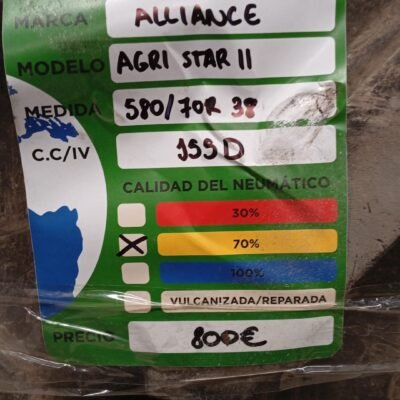 MARCA ALLIANCE
MODELO AGRI STAR II
MEDIDA 580/70R 38
C.C/IV 155D
CALIDAD DEL NEUMÁTICO
30%
X 70%
100%
VULCANIZADA/REPARADA
PRECIO 800€